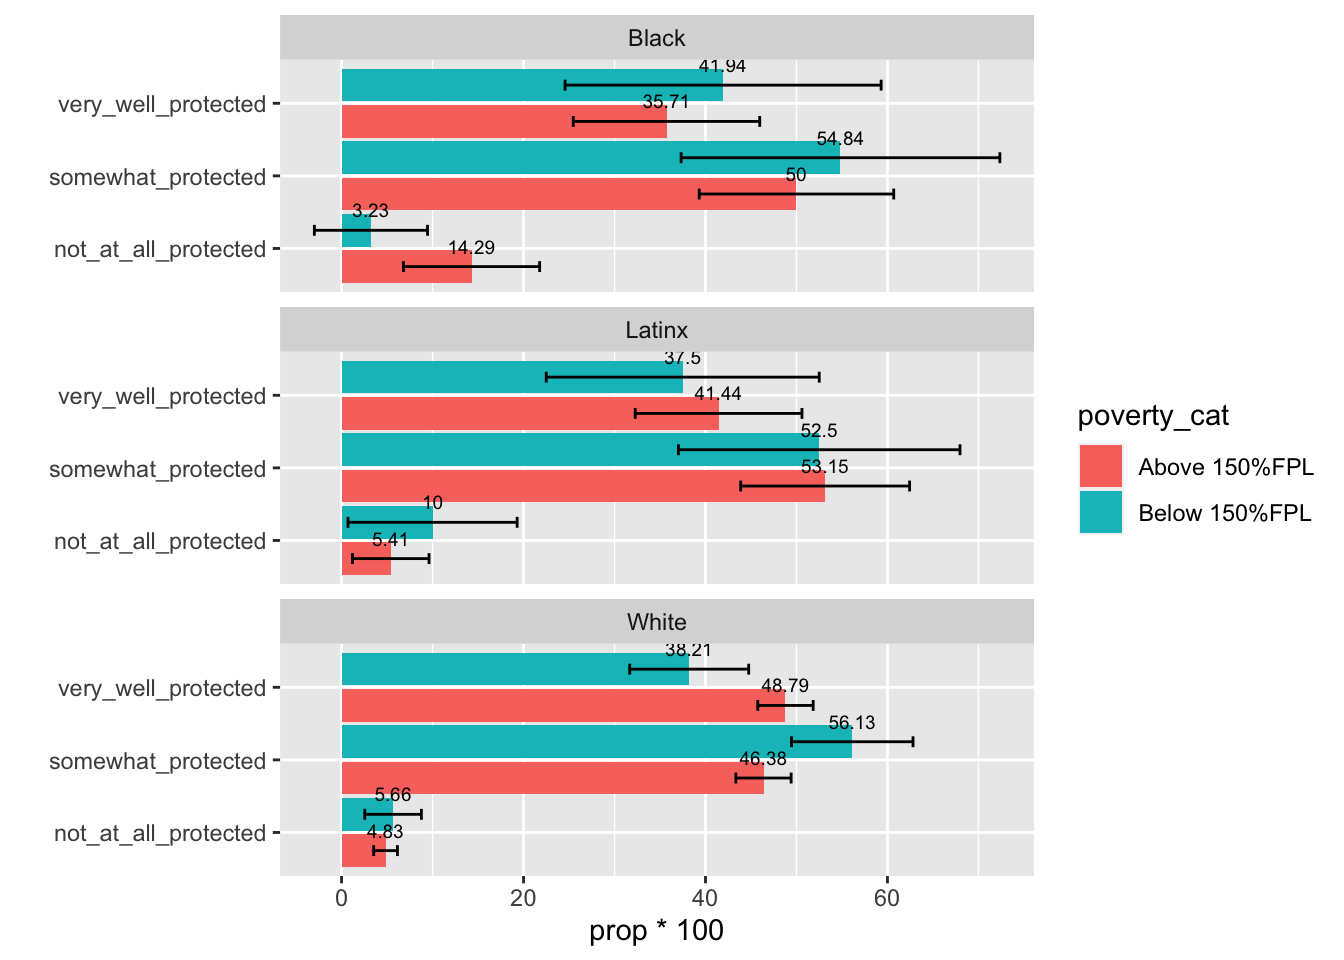 Black
very_well_protected
41.94
35.71
somewhat_protected
54.84
50
not_at_all_protected
3.23
14.29
Latinx
very_well_protected
37.5
41.44
somewhat_protected
52.5
53.15
not_at_all_protected
10
5.41
White
very_well_protected
38.21
48.79
somewhat_protected
56.13
46.38
not_at_all_protected
5.66
4.83
0 20 40 60
prop * 100
poverty_cat
Above 150%FPL
Below 150%FPL